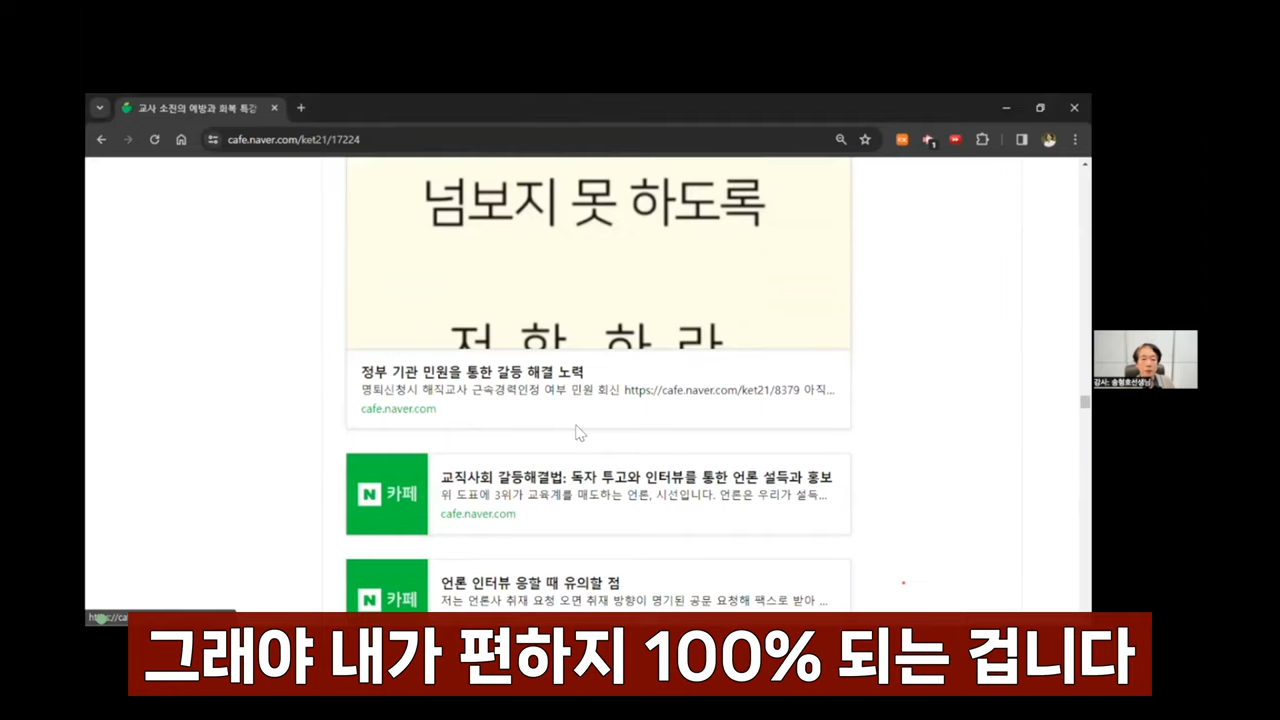 교사 소진의 예방과 회복 특강
cafe.naver.com/ket21/17224
넘보지 못 하도록
저 항 하 라
정부 기관 민원을 통한 갈등 해결 노력
명퇴신청시 해직교사 근속경력인정 여부 민원 회신 https://cafe.naver.com/ket21/8379 아직...
cafe.naver.com
N 카페
교직사회 갈등해결법: 독자 투고와 인터뷰를 통한 언론 설득과 홍보
위 도표에 3위가 교육계를 매도하는 언론, 시선입니다. 언론은 우리가 설득...
cafe.naver.com
N 카페
언론 인터뷰 응할 때 유의할 점
저는 언론사 취재 요청 오면 취재 방향이 명기된 공문 요청해 팩스로 받아 ...
강사: 송형호선생님
그래야 내가 편하지 100% 되는 겁니다